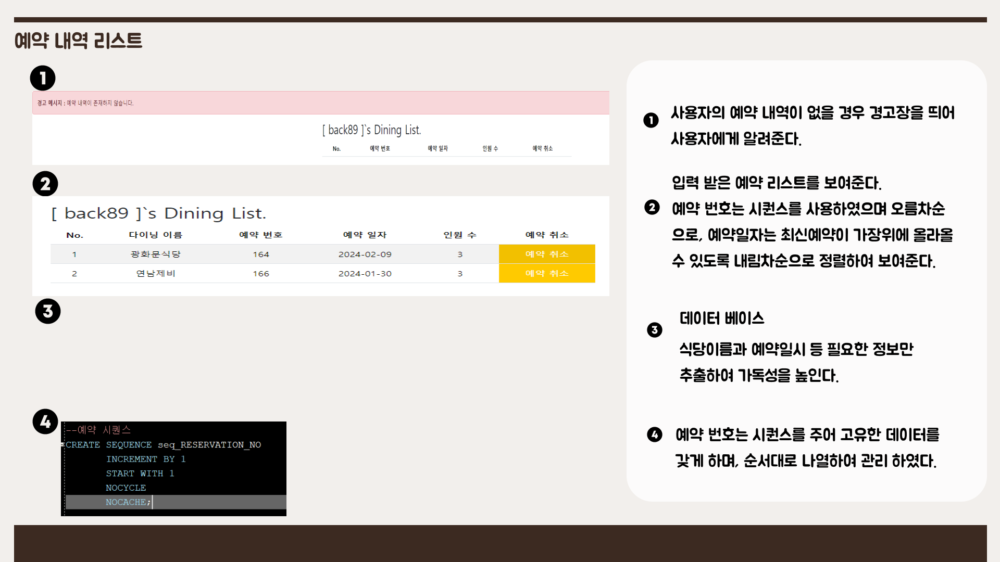 예약 내역 리스트
1
경고 메시지 : 예약 내역이 존재하지 않습니다.
[ back89 ]`s Dining List.
No. 예약 번호 예약 일자 인원 수 예약 취소
2
[ back89 ]`s Dining List.
No. 다이닝 이름 예약 번호 예약 일자 인원 수 예약 취소
1 광화문식당 164 2024-02-09 3 예약 취소
2 연남제비 166 2024-01-30 3 예약 취소
3
4
--예약 시퀀스
CREATE SEQUENCE seq_RESERVATION_NO
INCREMENT BY 1
START WITH 1
NOCYCLE
NOCACHE;
1
사용자의 예약 내역이 없을 경우 경고장을 띄어
사용자에게 알려준다.
2
입력 받은 예약 리스트를 보여준다.
예약 번호는 시퀀스를 사용하였으며 오름차순
으로, 예약일자는 최신예약이 가장위에 올라올
수 있도록 내림차순으로 정렬하여 보여준다.
3
데이터 베이스
식당이름과 예약일시 등 필요한 정보만
추출하여 가독성을 높인다.
4
예약 번호는 시퀀스를 주어 고유한 데이터를
갖게 하며, 순서대로 나열하여 관리 하였다.